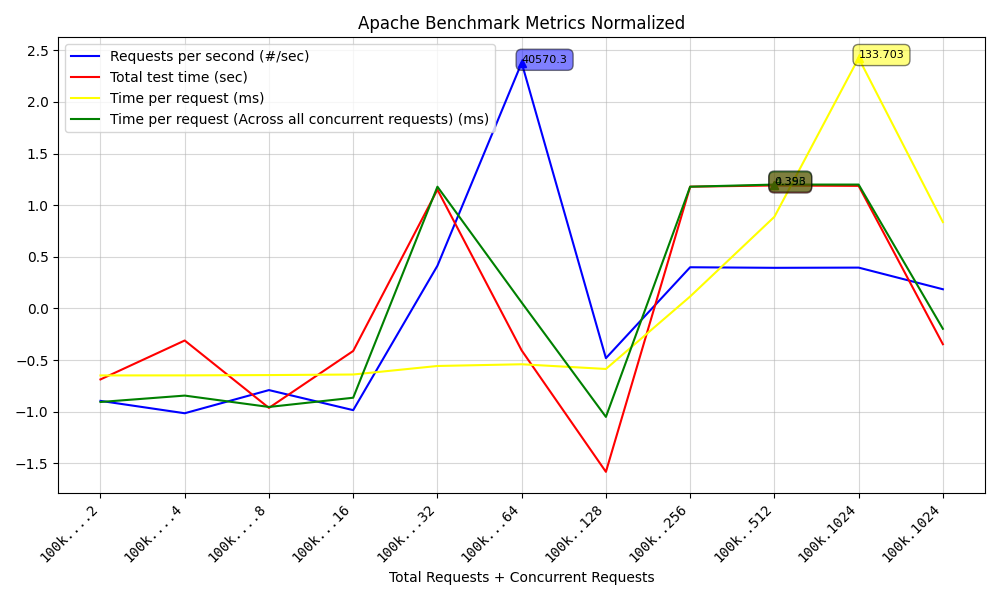 Apache Benchmark Metrics Normalized
Requests per second (#/sec)
Total test time (sec)
Time per request (ms)
Time per request (Across all concurrent requests) (ms)
40570.3
133.703
2.5
2.0
1.5
1.0
0.5
0.0
−0.5
−1.0
−1.5
100k....2
100k....4
100k....8
100k...16
100k...32
100k...64
100k..128
100k..256
100k..512
100k.1024
100k.1024
Total Requests + Concurrent Requests